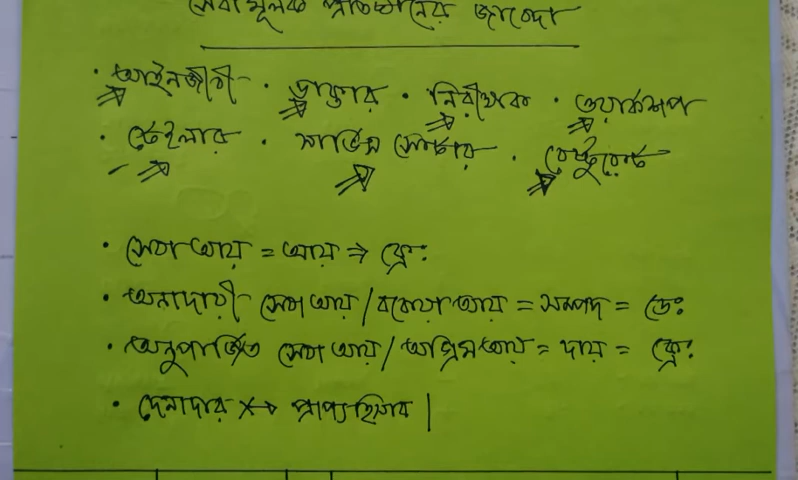 সেবামূলক প্রতিষ্ঠানের জাবেদা
· আইনজীবী · ডাক্তার · নিরীক্ষক · ওয়ার্কশপ
· টেইলার · সার্ভিস সেন্টার · রেস্টুরেন্ট
· সেবা আয় = আয় ⇒ ক্রে:
· অনাদায়ী সেবা আয় / বকেয়া আয় = সম্পদ = ডে:
· অনুপার্জিত সেবা আয় / অগ্রিম আয় = দায় = ক্রে:
· দেনাদার × → প্রাপ্য হিসাব |